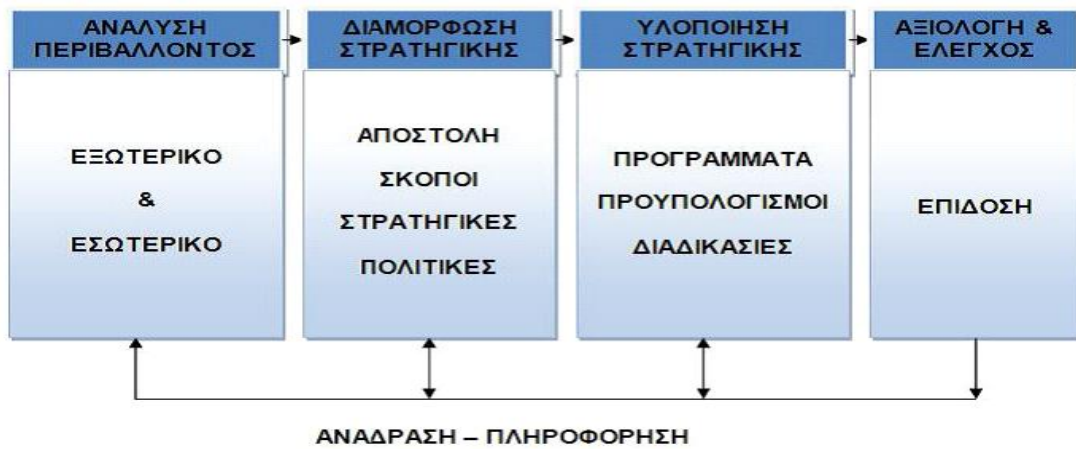 ΑΝΑΛΥΣΗ
ΠΕΡΙΒΑΛΛΟΝΤΟΣ
ΕΞΩΤΕΡΙΚΟ
&
ΕΣΩΤΕΡΙΚΟ
ΔΙΑΜΟΡΦΩΣΗ
ΣΤΡΑΤΗΓΙΚΗΣ
ΑΠΟΣΤΟΛΗ
ΣΚΟΠΟΙ
ΣΤΡΑΤΗΓΙΚΕΣ
ΠΟΛΙΤΙΚΕΣ
ΥΛΟΠΟΙΗΣΗ
ΣΤΡΑΤΗΓΙΚΗΣ
ΠΡΟΓΡΑΜΜΑΤΑ
ΠΡΟΥΠΟΛΟΓΙΣΜΟΙ
ΔΙΑΔΙΚΑΣΙΕΣ
ΑΞΙΟΛΟΓΗ &
ΕΛΕΓΧΟΣ
ΕΠΙΔΟΣΗ
ΑΝΑΔΡΑΣΗ – ΠΛΗΡΟΦΟΡΗΣΗ